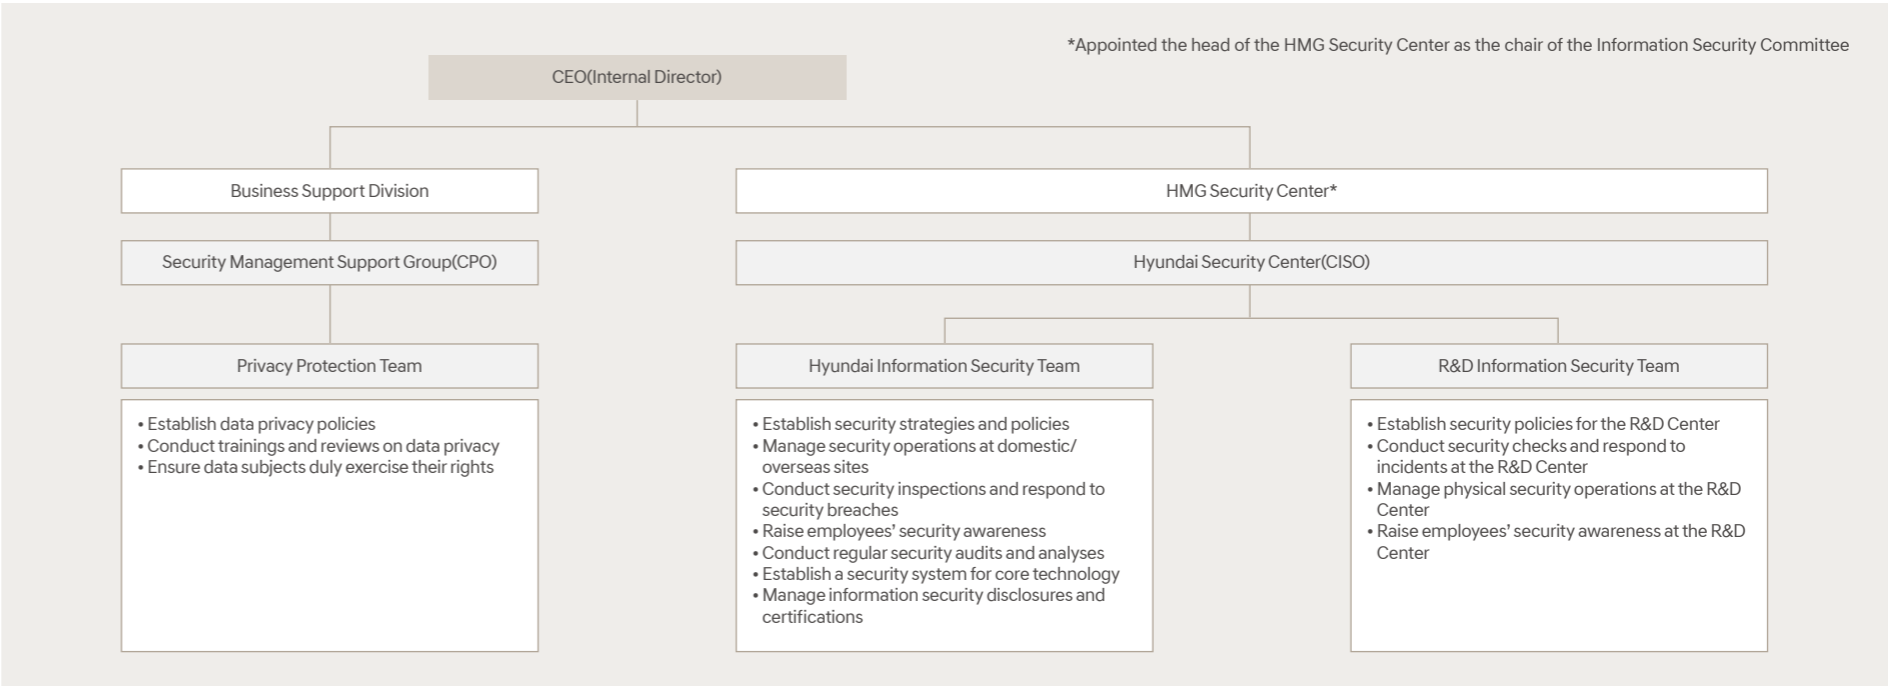 *Appointed the head of the HMG Security Center as the chair of the Information Security Committee
CEO(Internal Director)
Business Support Division
HMG Security Center*
Security Management Support Group(CPO)
Hyundai Security Center(CISO)
Privacy Protection Team
Hyundai Information Security Team
R&D Information Security Team
• Establish data privacy policies
• Conduct trainings and reviews on data privacy
• Ensure data subjects duly exercise their rights
• Establish security strategies and policies
• Manage security operations at domestic/
overseas sites
• Conduct security inspections and respond to
security breaches
• Raise employees’ security awareness
• Conduct regular security audits and analyses
• Establish a security system for core technology
• Manage information security disclosures and
certifications
• Establish security policies for the R&D Center
• Conduct security checks and respond to
incidents at the R&D Center
• Manage physical security operations at the R&D
Center
• Raise employees’ security awareness at the R&D
Center